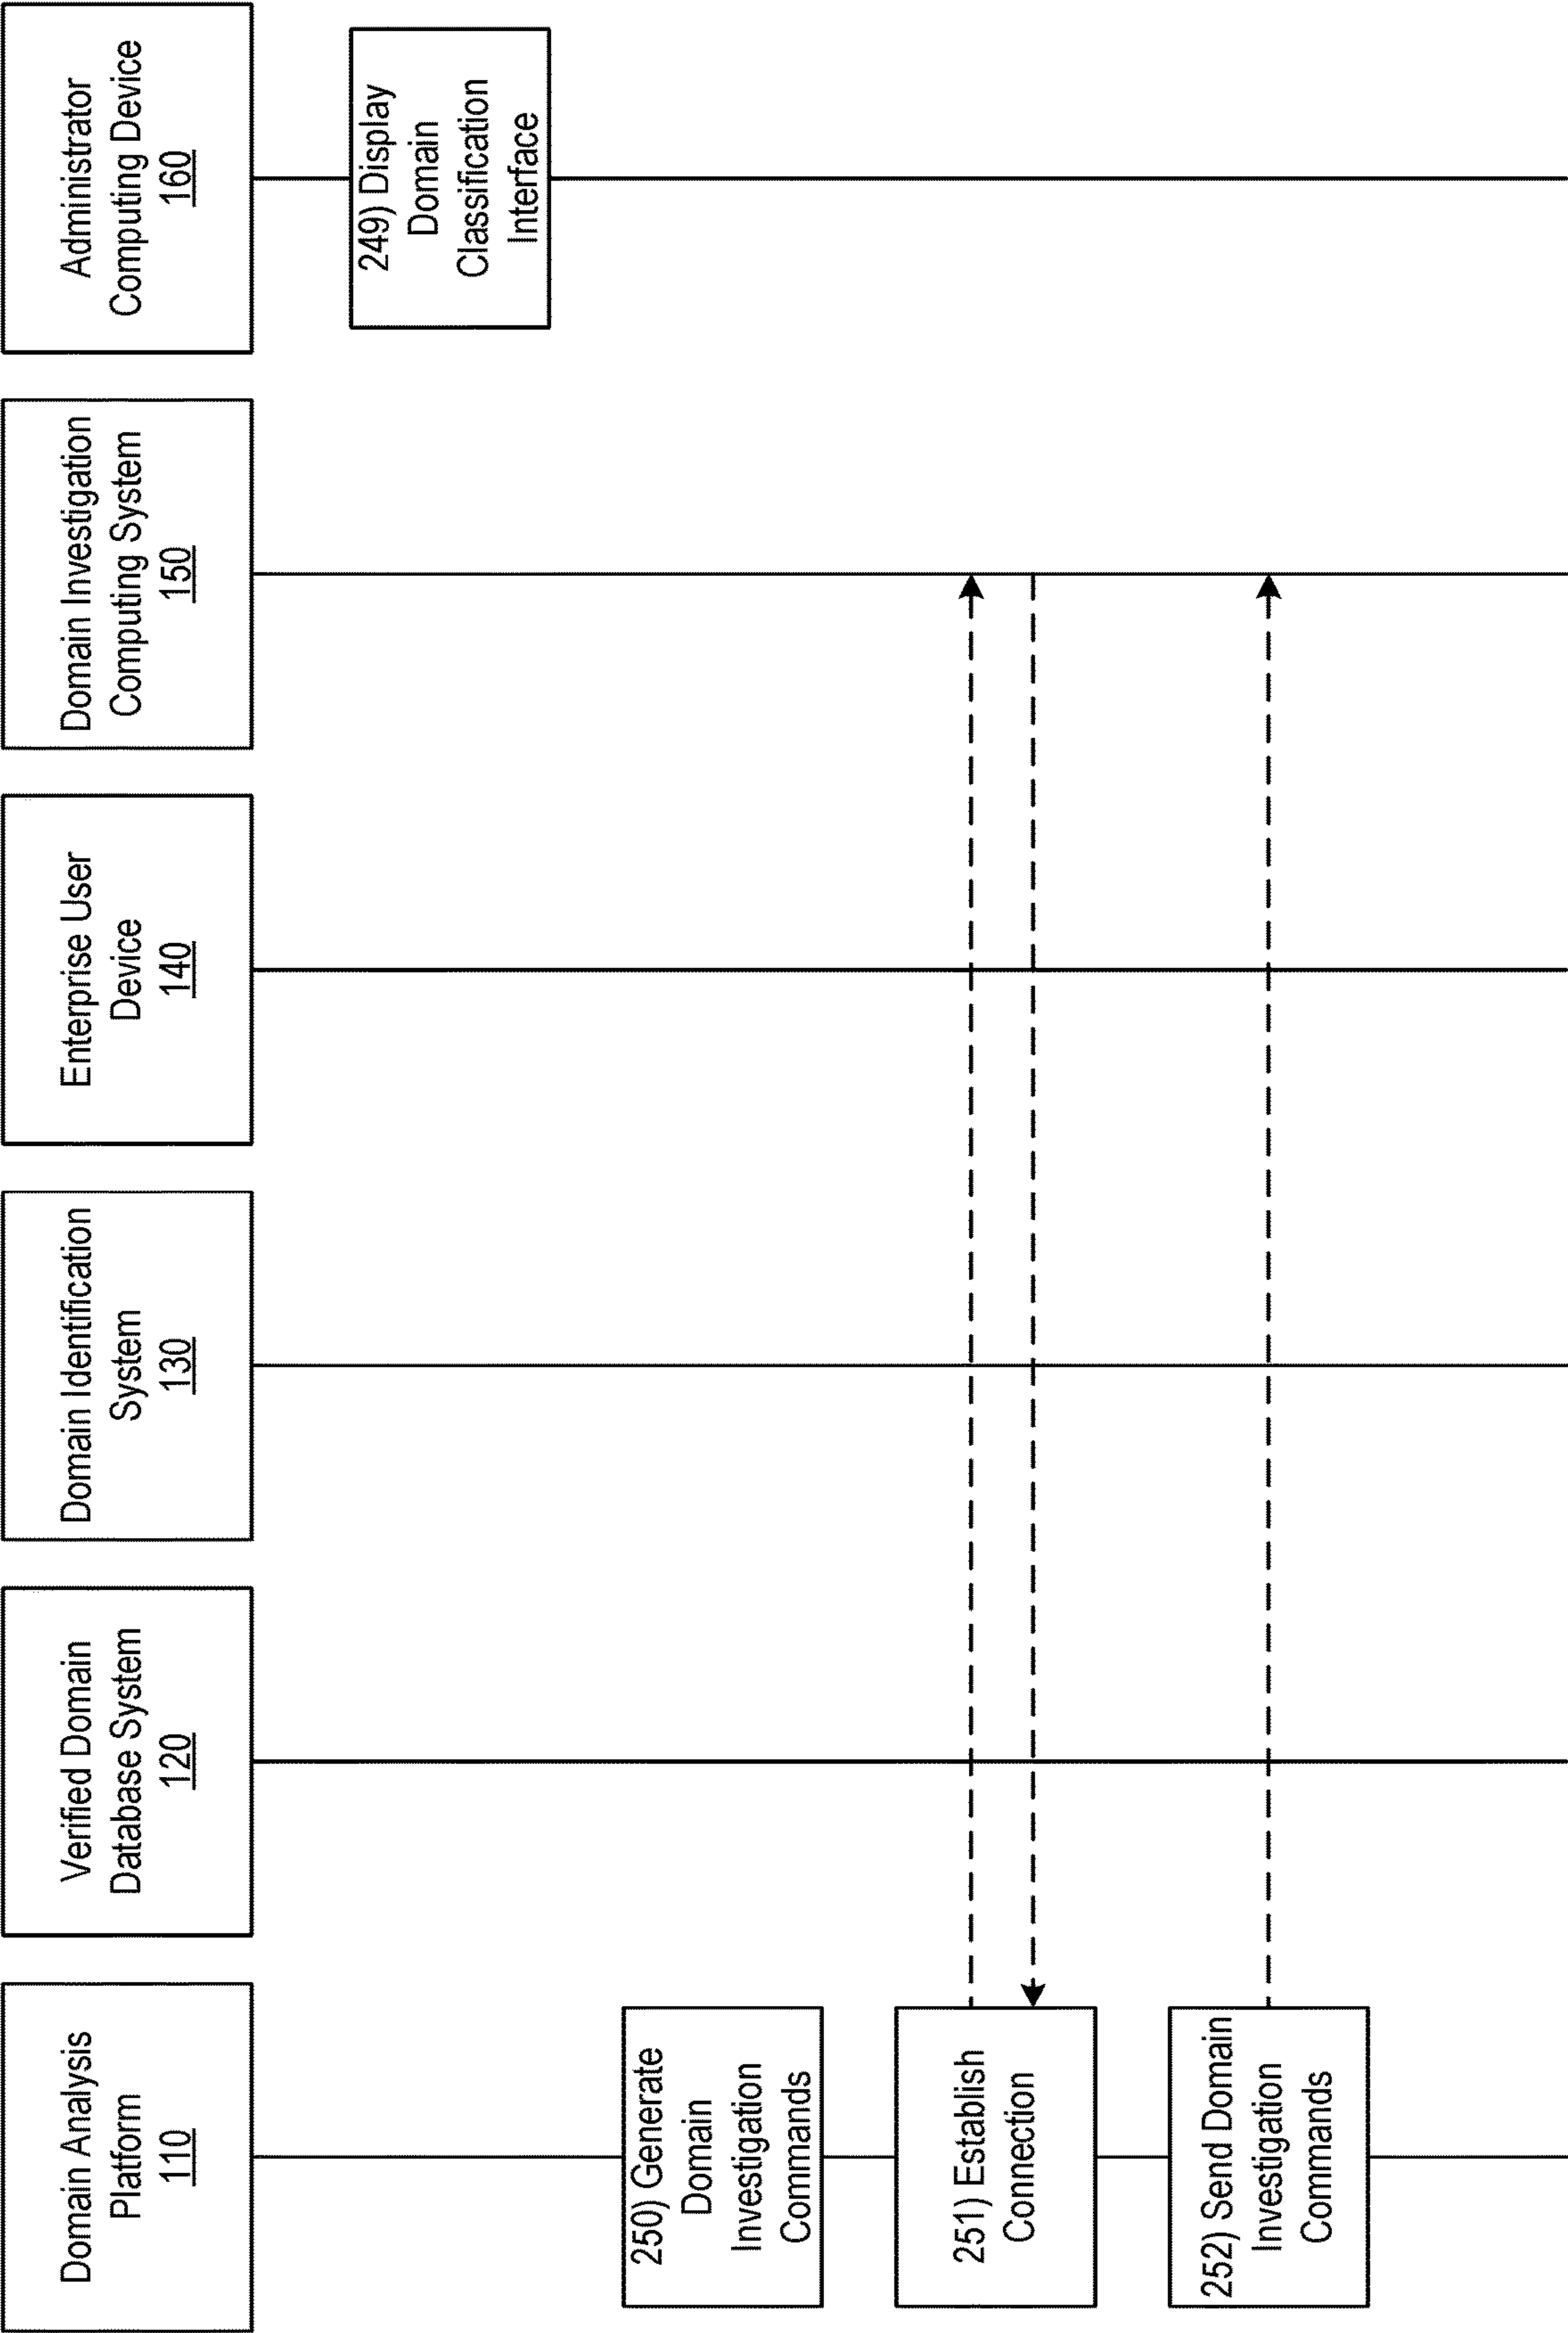 Domain Analysis
Platform
110
Verified Domain
Database System
120
Domain Identification
System
130
Enterprise User
Device
140
Domain Investigation
Computing System
150
Administrator
Computing Device
160
249) Display
Domain
Classification
Interface
250) Generate
Domain
Investigation
Commands
251) Establish
Connection
252) Send Domain
Investigation
Commands